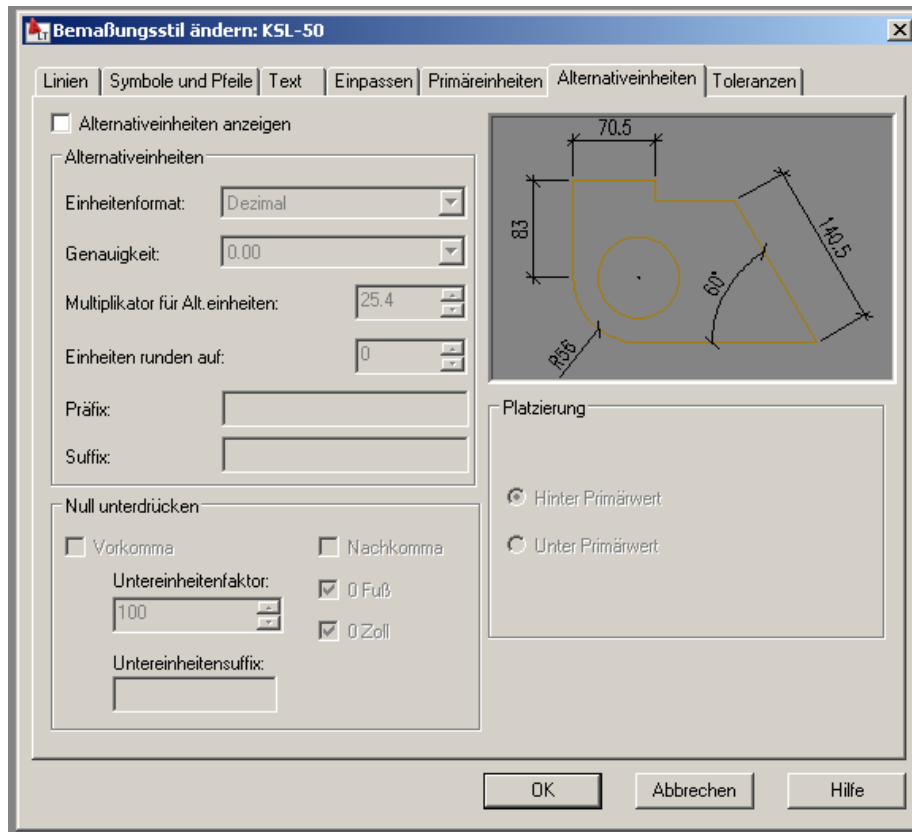 LT Bemaßungsstil ändern: KSL-50
Linien Symbole und Pfeile Text Einpassen Primäreinheiten Alternativeinheiten Toleranzen
Alternativeinheiten anzeigen
Alternativeinheiten
Einheitenformat: Dezimal
Genauigkeit: 0.00
Multiplikator für Alt.einheiten: 25.4
Einheiten runden auf: 0
Präfix:
Suffix:
Null unterdrücken
Vorkomma
Nachkomma
Untereinheitenfaktor:
100
0 Fuß
0 Zoll
Untereinheitensuffix:
70.5
83
140.5
60°
R56
Platzierung
Hinter Primärwert
Unter Primärwert
OK Abbrechen Hilfe